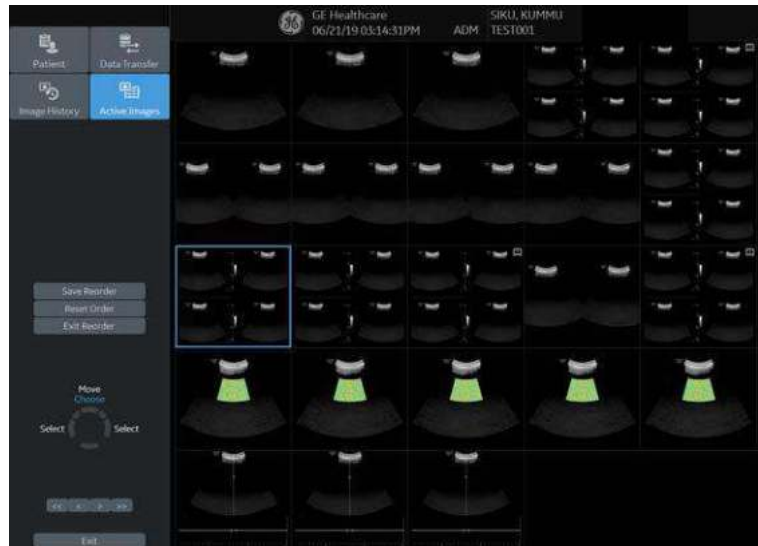 GE Healthcare
06/21/19 03:14:31PM
ADM
SIKU, KUMMU
TEST001
Patient
Data Transfer
Image History
Active Images
Save Reorder
Reset Order
Exit Reorder
Move
Choose
Select
Select
<< < > >>
Exit